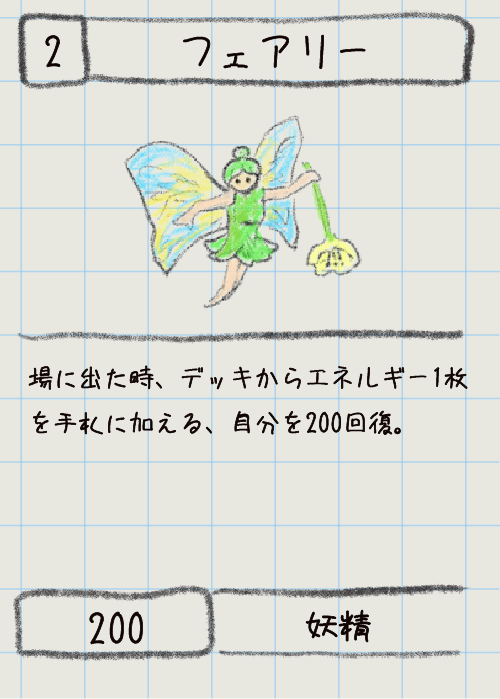 2
フェアリー
場に出た時、デッキからエネルギー1枚
を手札に加える、自分を200回復。
200
妖精